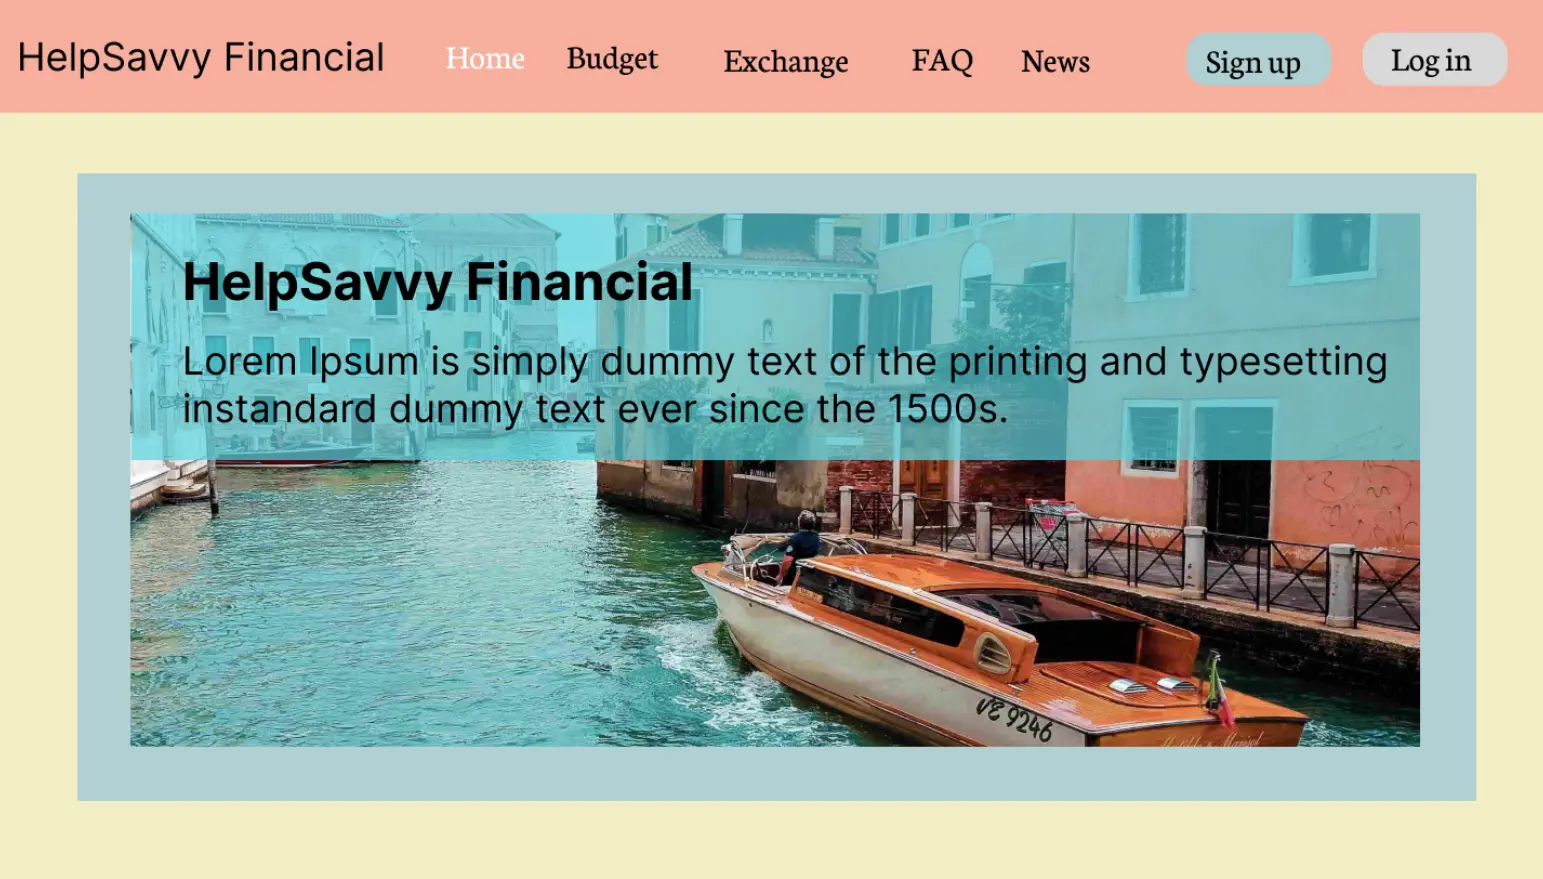 HelpSavvy Financial
Home Budget Exchange FAQ News Sign up Log in
HelpSavvy Financial
Lorem Ipsum is simply dummy text of the printing and typesetting
instandard dummy text ever since the 1500s.
VE 9246